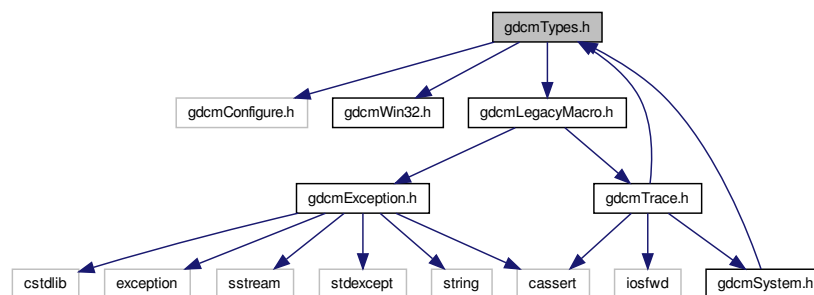 gdcmTypes.h
gdcmConfigure.h
gdcmWin32.h
gdcmLegacyMacro.h
gdcmException.h
gdcmTrace.h
cstdlib
exception
sstream
stdexcept
string
cassert
iosfwd
gdcmSystem.h